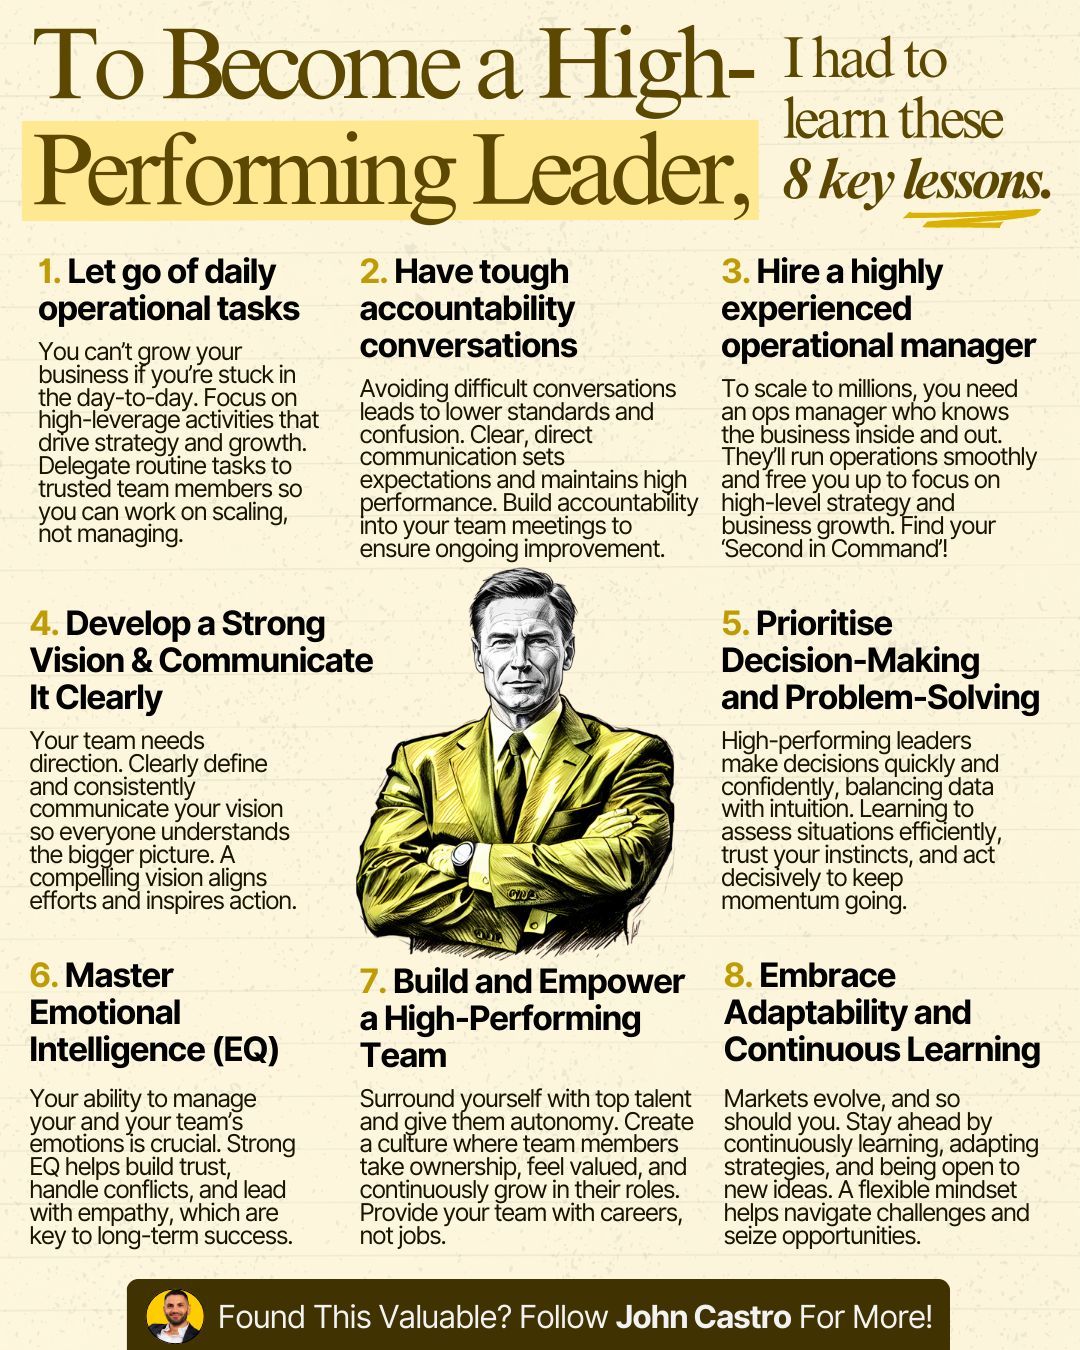 To Become a High-
Performing Leader,
I had to
learn these
8 key lessons.
1. Let go of daily
operational tasks
You can't grow your
business if you're stuck in
the day-to-day. Focus on
high-leverage activities that
drive strategy and growth.
Delegate routine tasks to
trusted team members so
you can work on scaling,
not managing.
2. Have tough
accountability
conversations
Avoiding difficult conversations
leads to lower standards and
confusion. Clear, direct
communication sets
expectations and maintains high
performance. Build accountability
into your team meetings to
ensure ongoing improvement.
3. Hire a highly
experienced
operational manager
To scale to millions, you need
an ops manager who knows
the business inside and out.
They'll run operations smoothly
and free you up to focus on
high-level strategy and
business growth. Find your
‘Second in Command’!
4. Develop a Strong
Vision & Communicate
It Clearly
Your team needs
direction. Clearly define
and consistently
communicate your vision
so everyone understands
the bigger picture. A
compelling vision aligns
efforts and inspires action.
5. Prioritise
Decision-Making
and Problem-Solving
High-performing leaders
make decisions quickly and
confidently, balancing data
with intuition. Learning to
assess situations efficiently,
trust your instincts, and act
decisively to keep
momentum going.
6. Master
Emotional
Intelligence (EQ)
Your ability to manage
your and your team's
emotions is crucial. Strong
EQ helps build trust,
handle conflicts, and lead
with empathy, which are
key to long-term success.
7. Build and Empower
a High-Performing
Team
Surround yourself with top talent
and give them autonomy. Create
a culture where team members
take ownership, feel valued, and
continuously grow in their roles.
Provide your team with careers,
not jobs.
8. Embrace
Adaptability and
Continuous Learning
Markets evolve, and so
should you. Stay ahead by
continuously learning, adapting
strategies, and being open to
new ideas. A flexible mindset
helps navigate challenges and
seize opportunities.
Found This Valuable? Follow John Castro For More!